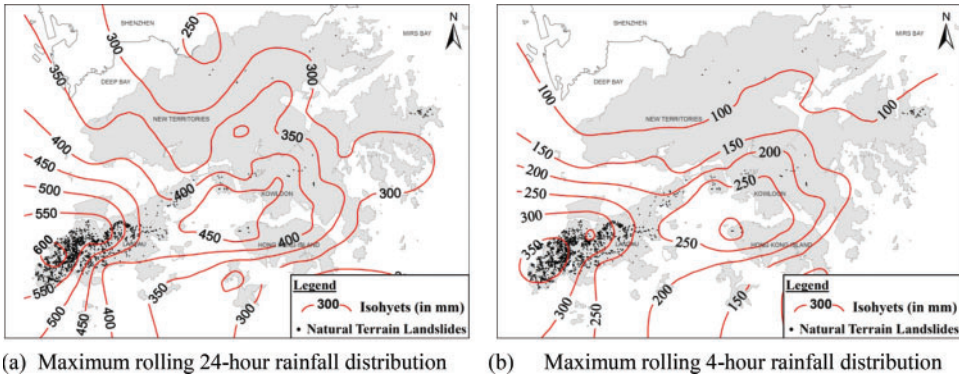 SHENZHEN
250
300
350
N
MIRS BAY
DEEP BAY
300
NEW TERRITORIES
350
400
450
500
550
600
550
500
450
400
LANTAU
400
450
KOWLOON
300
HONG KONG ISLAND
400
350
300
Legend
300 Isohyets (in mm)
Natural Terrain Landslides
(a) Maximum rolling 24-hour rainfall distribution
SHENZHEN
N
MIRS BAY
DEEP BAY
100
100
100
NEW TERRITORIES
150
150
200
200
250
250
300
350
300
250
LANTAU
KOWLOON
250
HONG KONG ISLAND
200
150
Legend
300 Isohyets (in mm)
Natural Terrain Landslides
(b) Maximum rolling 4-hour rainfall distribution